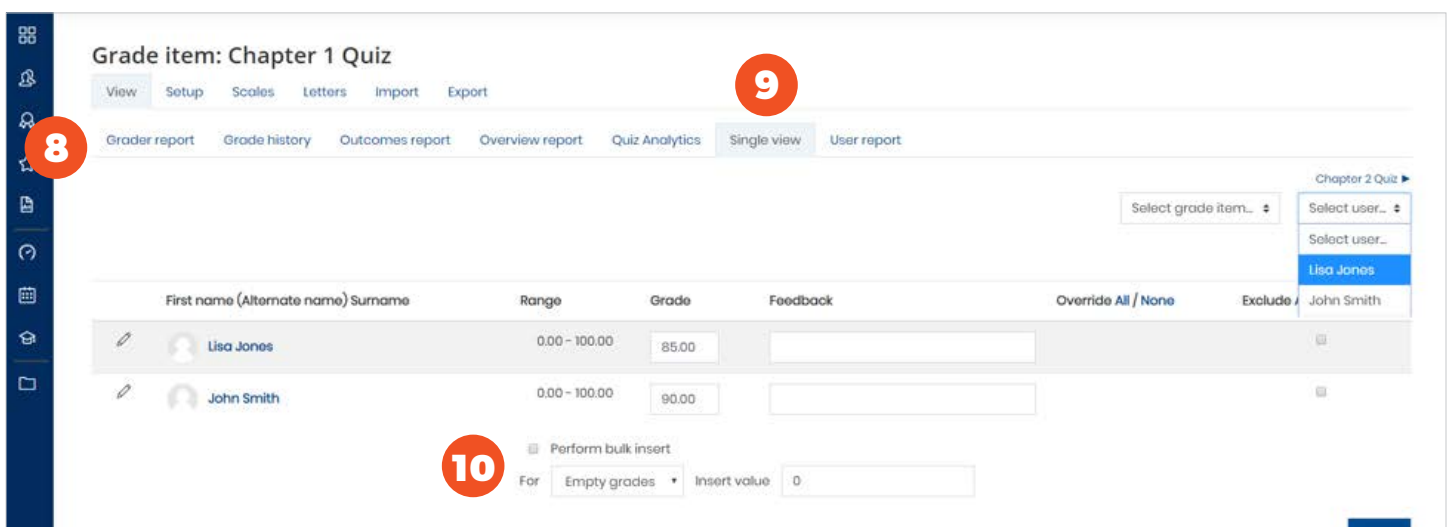 Grade item: Chapter 1 Quiz
9
View Setup Scales Letters Import Export
8
Grader report Grade history Outcomes report Overview report Quiz Analytics Single view User report
Chapter 2 Quiz ►
Select grade item... Select user...
Select user...
Lisa Jones
First name (Alternate name) Surname Range Grade Feedback Override All / None Exclude John Smith
Lisa Jones 0.00 - 100.00 85.00
John Smith 0.00 - 100.00 90.00
10
Perform bulk insert
For Empty grades Insert value 0